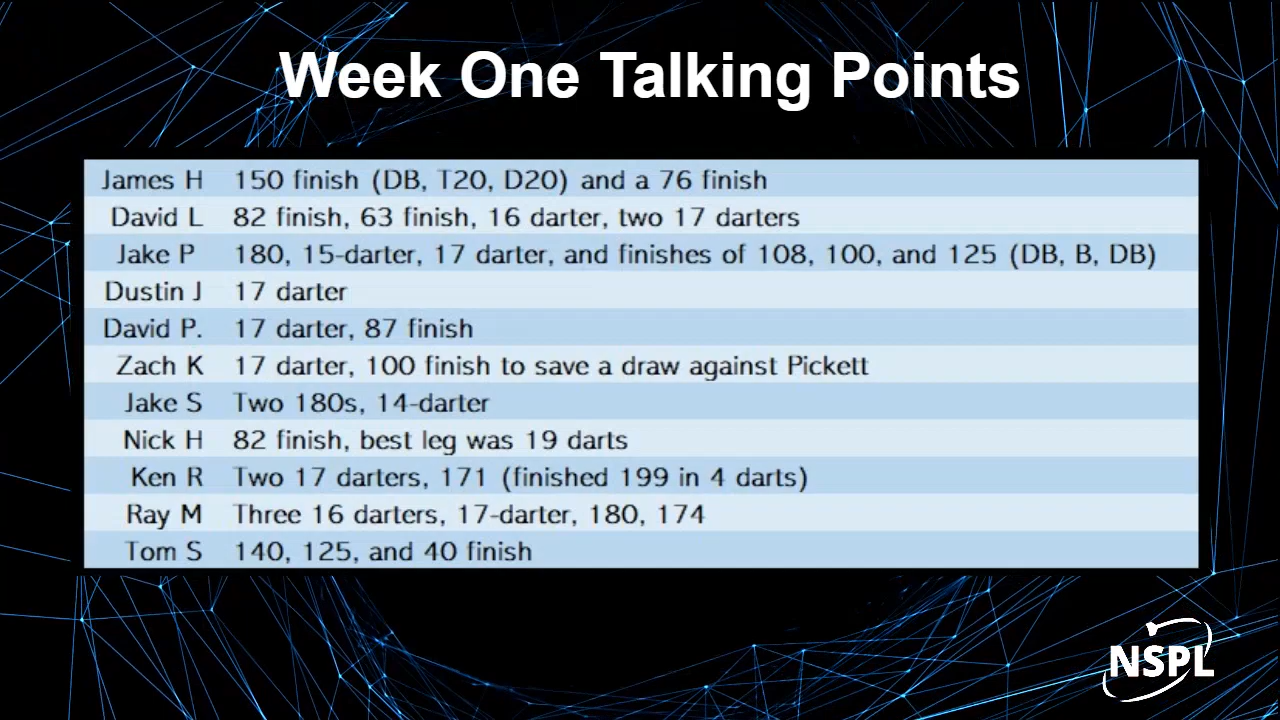 Week One Talking Points
James H 150 finish (DB, T20, D20) and a 76 finish
David L 82 finish, 63 finish, 16 darter, two 17 darters
Jake P 180, 15-darter, 17 darter, and finishes of 108, 100, and 125 (DB, B, DB)
Dustin J 17 darter
David P. 17 darter, 87 finish
Zach K 17 darter, 100 finish to save a draw against Pickett
Jake S Two 180s, 14-darter
Nick H 82 finish, best leg was 19 darts
Ken R Two 17 darters, 171 (finished 199 in 4 darts)
Ray M Three 16 darters, 17-darter, 180, 174
Tom S 140, 125, and 40 finish
NSPL